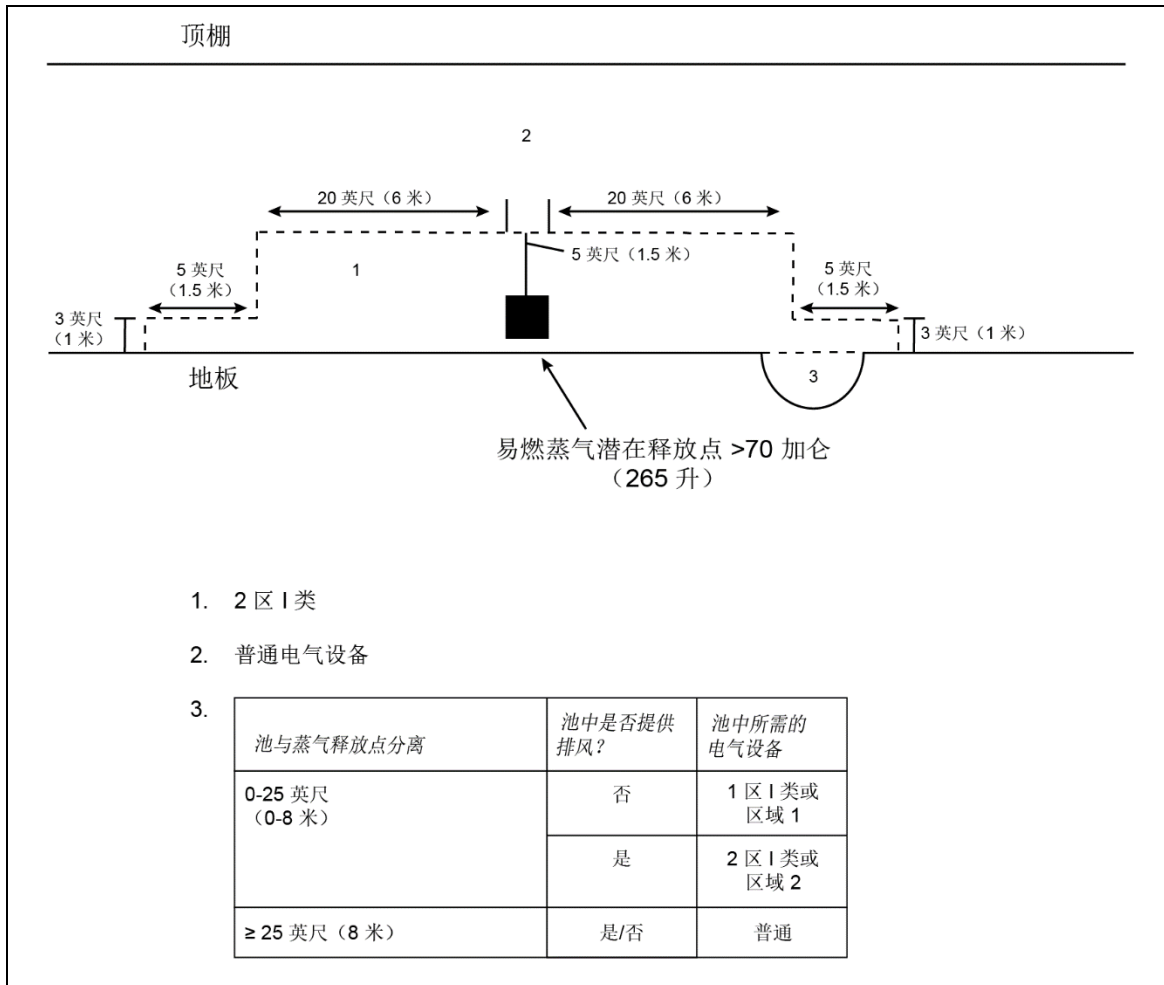 顶棚
2
20 英尺（6 米）
20 英尺（6 米）
5 英尺（1.5 米）
1
5 英尺
（1.5 米）
5 英尺
（1.5 米）
3 英尺
（1 米）
3 英尺（1 米）
地板
3
易燃蒸气潜在释放点 >70 加仑
（265 升）
1. 2 区 I 类
2. 普通电气设备
3.
池与蒸气释放点分离
池中是否提供
排风？
池中所需的
电气设备
0-25 英尺
（0-8 米）
否
1 区 I 类或
区域 1
是
2 区 I 类或
区域 2
≥ 25 英尺（8 米）
是/否
普通